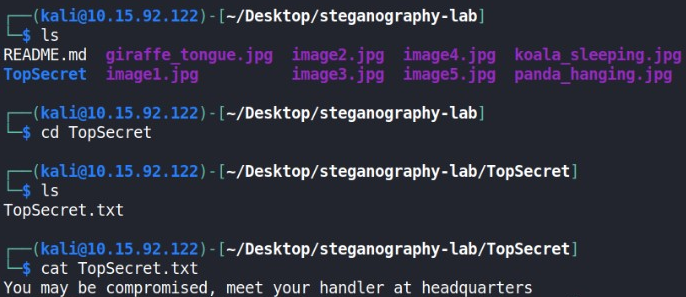 ┌──(kali@10.15.92.122)-[~/Desktop/steganography-lab]
└─$ ls
README.md  giraffe_tongue.jpg  image2.jpg  image4.jpg  koala_sleeping.jpg
TopSecret  image1.jpg          image3.jpg  image5.jpg  panda_hanging.jpg
┌──(kali@10.15.92.122)-[~/Desktop/steganography-lab]
└─$ cd TopSecret
┌──(kali@10.15.92.122)-[~/Desktop/steganography-lab/TopSecret]
└─$ ls
TopSecret.txt
┌──(kali@10.15.92.122)-[~/Desktop/steganography-lab/TopSecret]
└─$ cat TopSecret.txt
You may be compromised, meet your handler at headquarters